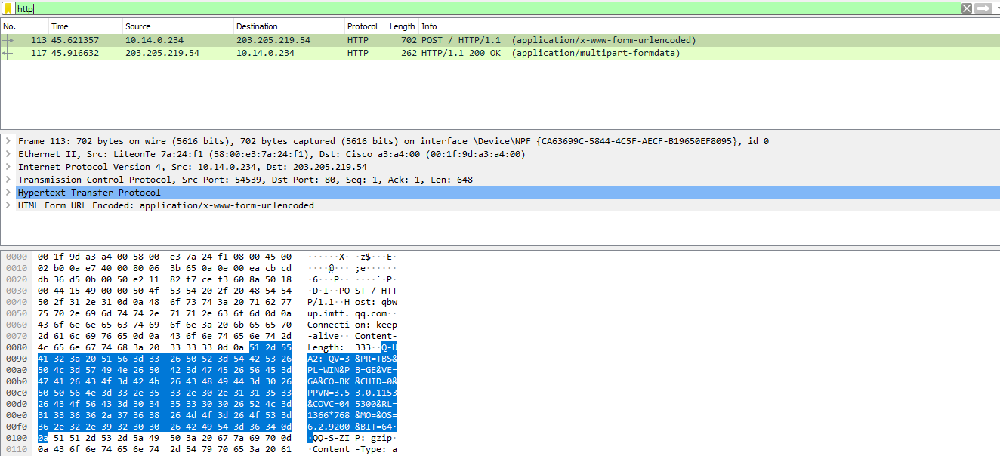 http
No. Time Source Destination Protocol Length Info
113 45.621357 10.14.0.234 203.205.219.54 HTTP 702 POST / HTTP/1.1 (application/x-www-form-urlencoded)
117 45.916632 203.205.219.54 10.14.0.234 HTTP 262 HTTP/1.1 200 OK (application/multipart-formdata)
Frame 113: 702 bytes on wire (5616 bits), 702 bytes captured (5616 bits) on interface \Device\NPF_{CA63699C-5844-4C5F-AECF-B19650EF8095}, id 0
Ethernet II, Src: LiteonTe_7a:24:f1 (58:00:e3:7a:24:f1), Dst: Cisco_a3:a4:00 (00:1f:9d:a3:a4:00)
Internet Protocol Version 4, Src: 10.14.0.234, Dst: 203.205.219.54
Transmission Control Protocol, Src Port: 54539, Dst Port: 80, Seq: 1, Ack: 1, Len: 648
Hypertext Transfer Protocol
HTML Form URL Encoded: application/x-www-form-urlencoded
0000 00 1f 9d a3 a4 00 58 00 e3 7a 24 f1 08 00 45 00 ······X· ·z$···E·
0010 02 b0 0a e7 40 00 80 06 3b 65 0a 0e 00 ea cb cd ····@··· ;e······
0020 db 36 d5 0b 00 50 e2 11 82 f7 ce f3 60 8a 50 18 ·6···P·· ····`·P·
0030 00 44 15 49 00 00 50 4f 53 54 20 2f 20 48 54 54 ·D·I··PO ST / HTT
0040 50 2f 31 2e 31 0d 0a 48 6f 73 74 3a 20 71 62 77 P/1.1··H ost: qbw
0050 75 70 2e 69 6d 74 74 2e 71 71 2e 63 6f 6d 0d 0a up.imtt. qq.com··
0060 43 6f 6e 6e 65 63 74 69 6f 6e 3a 20 6b 65 65 70 Connecti on: keep
0070 2d 61 6c 69 76 65 0d 0a 43 6f 6e 74 65 6e 74 2d -alive·· Content-
0080 4c 65 6e 67 74 68 3a 20 33 33 33 0d 0a 51 2d 55 Length:  333··Q-U
0090 41 32 3a 20 51 56 3d 33 26 50 52 3d 54 42 53 26 A2: QV=3 &PR=TBS&
00a0 50 4c 3d 57 49 4e 26 50 42 3d 47 45 26 56 45 3d PL=WIN&P B=GE&VE=
00b0 47 41 26 43 4f 3d 42 4b 26 43 48 49 44 3d 30 26 GA&CO=BK &CHID=0&
00c0 50 50 56 4e 3d 33 2e 35 33 2e 30 2e 31 31 35 33 PPVN=3.5 3.0.1153
00d0 26 43 4f 56 43 3d 30 34 35 33 30 30 26 52 4c 3d &COVC=04 5300&RL=
00e0 31 33 36 36 2a 37 36 38 26 4d 4f 3d 26 4f 53 3d 1366*768 &MO=&OS=
00f0 36 2e 32 2e 39 32 30 30 26 42 49 54 3d 36 34 0d 6.2.9200 &BIT=64·
0100 0a 51 51 2d 53 2d 5a 49 50 3a 20 67 7a 69 70 0d ·QQ-S-ZI P: gzip·
0110 0a 43 6f 6e 74 65 6e 74 2d 54 79 70 65 3a 20 61 ·Content -Type: a